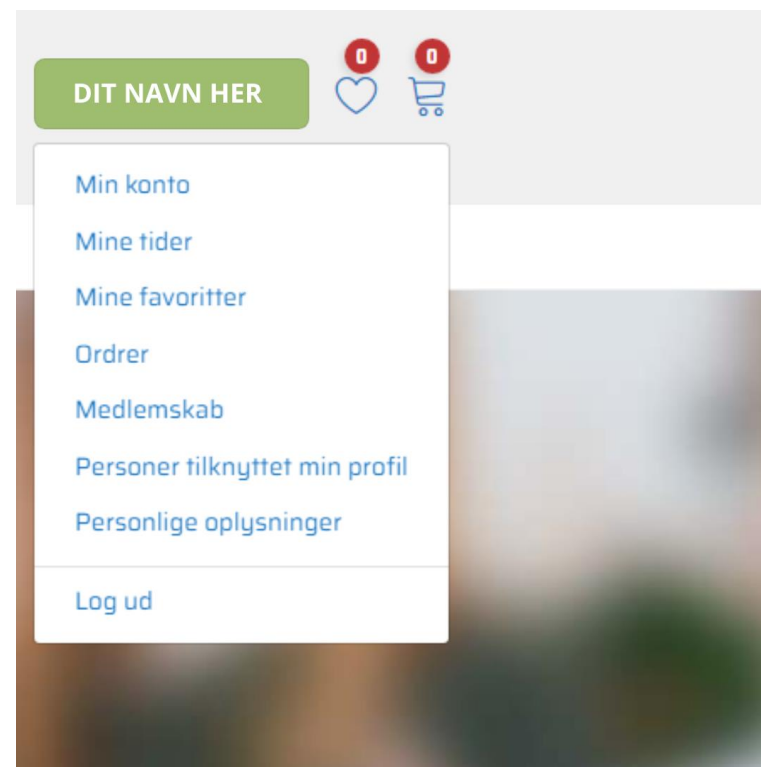 DIT NAVN HER
0
0
Min konto
Mine tider
Mine favoritter
Ordrer
Medlemskab
Personer tilknyttet min profil
Personlige oplysninger
Log ud